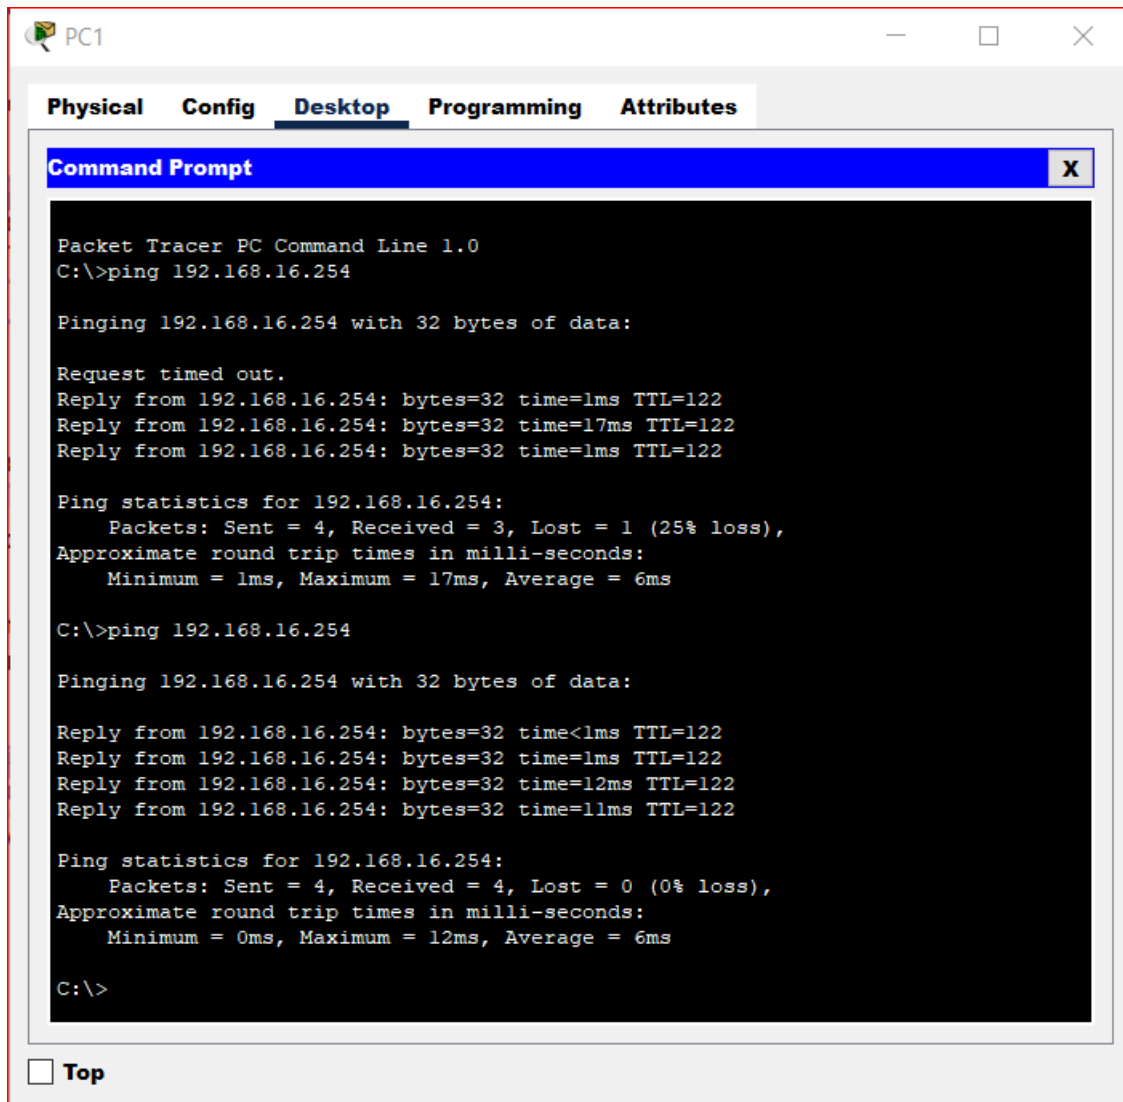 PC1
Physical Config Desktop Programming Attributes
Command Prompt X
Packet Tracer PC Command Line 1.0
C:\>ping 192.168.16.254
Pinging 192.168.16.254 with 32 bytes of data:
Request timed out.
Reply from 192.168.16.254: bytes=32 time=1ms TTL=122
Reply from 192.168.16.254: bytes=32 time=17ms TTL=122
Reply from 192.168.16.254: bytes=32 time=1ms TTL=122
Ping statistics for 192.168.16.254:
Packets: Sent = 4, Received = 3, Lost = 1 (25% loss),
Approximate round trip times in milli-seconds:
Minimum = 1ms, Maximum = 17ms, Average = 6ms
C:\>ping 192.168.16.254
Pinging 192.168.16.254 with 32 bytes of data:
Reply from 192.168.16.254: bytes=32 time<1ms TTL=122
Reply from 192.168.16.254: bytes=32 time=1ms TTL=122
Reply from 192.168.16.254: bytes=32 time=12ms TTL=122
Reply from 192.168.16.254: bytes=32 time=11ms TTL=122
Ping statistics for 192.168.16.254:
Packets: Sent = 4, Received = 4, Lost = 0 (0% loss),
Approximate round trip times in milli-seconds:
Minimum = 0ms, Maximum = 12ms, Average = 6ms
C:\>
Top